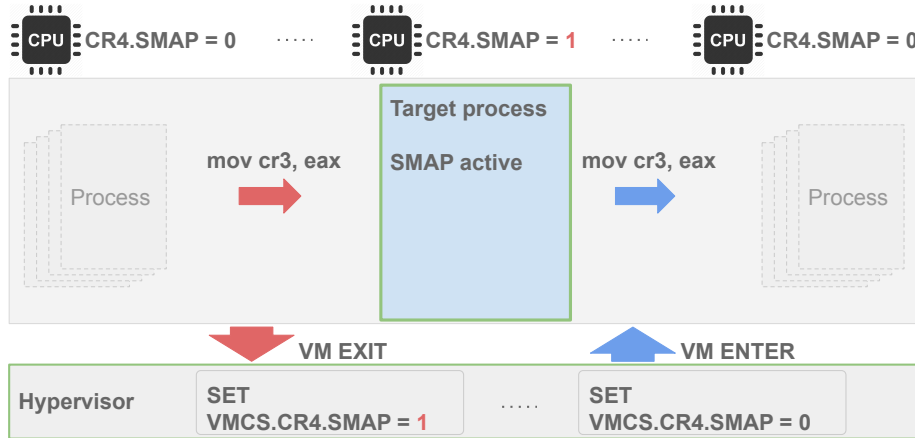 CPU CR4.SMAP = 0 ····· CPU CR4.SMAP = 1 ····· CPU CR4.SMAP = 0
Target process
mov cr3, eax SMAP active mov cr3, eax
Process Process
VM EXIT VM ENTER
Hypervisor
SET
VMCS.CR4.SMAP = 1
·····
SET
VMCS.CR4.SMAP = 0